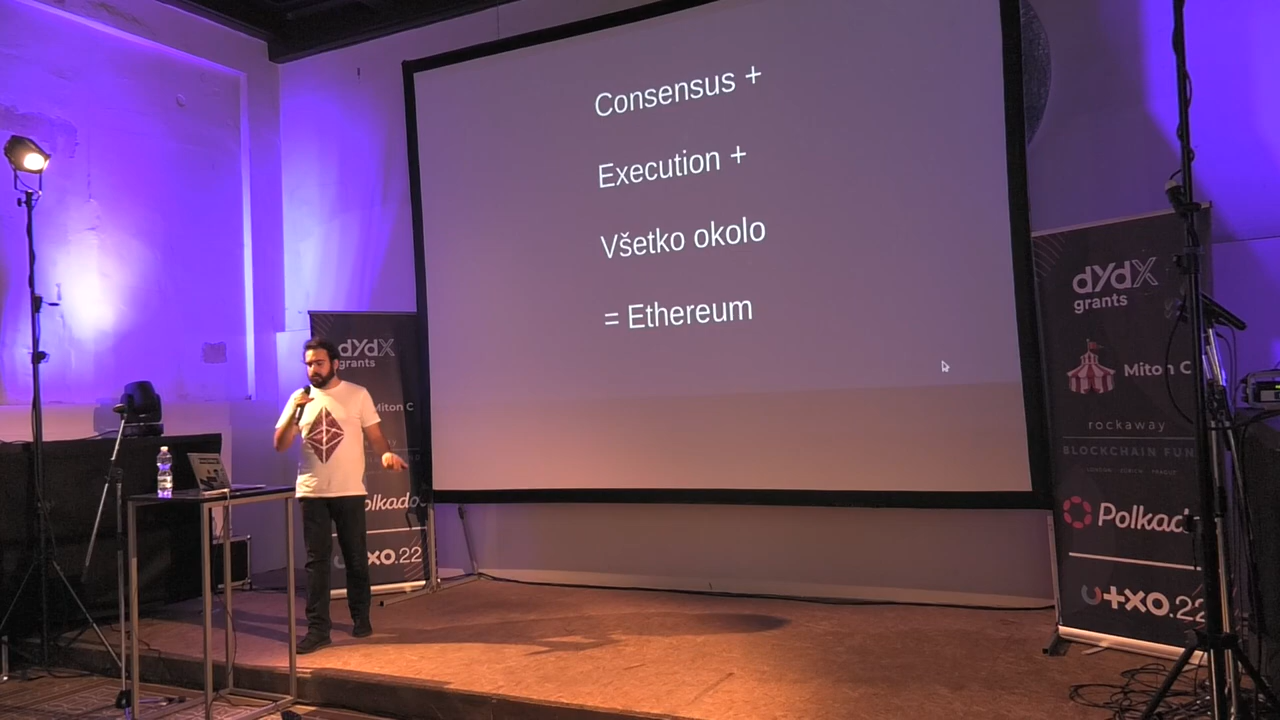 Consensus +
Execution +
Všetko okolo
= Ethereum
dYdX
grants
Miton C
olkado
xo.22
dYdX
grants
Miton C
rockaway
BLOCKCHAIN FUN
Polkad
U+XO.22